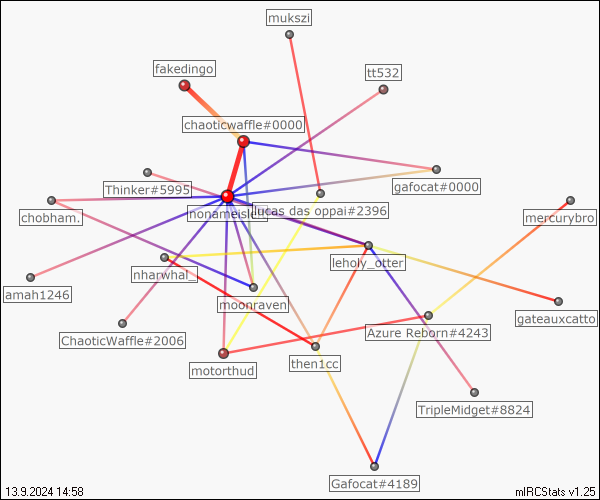 mukszi
fakedingo
tt532
chaoticwaffle#0000
Thinker#5995
gafocat#0000
chobham.
lucas das oppai#2396
mercurybro
leholy_otter
nharwhal_
amah1246
moonraven
gateauxcatto
ChaoticWaffle#2006
Azure Reborn#4243
motorthud
then1cc
TripleMidget#8824
Gafocat#4189
13.9.2024 14:58
mIRCStats v1.25